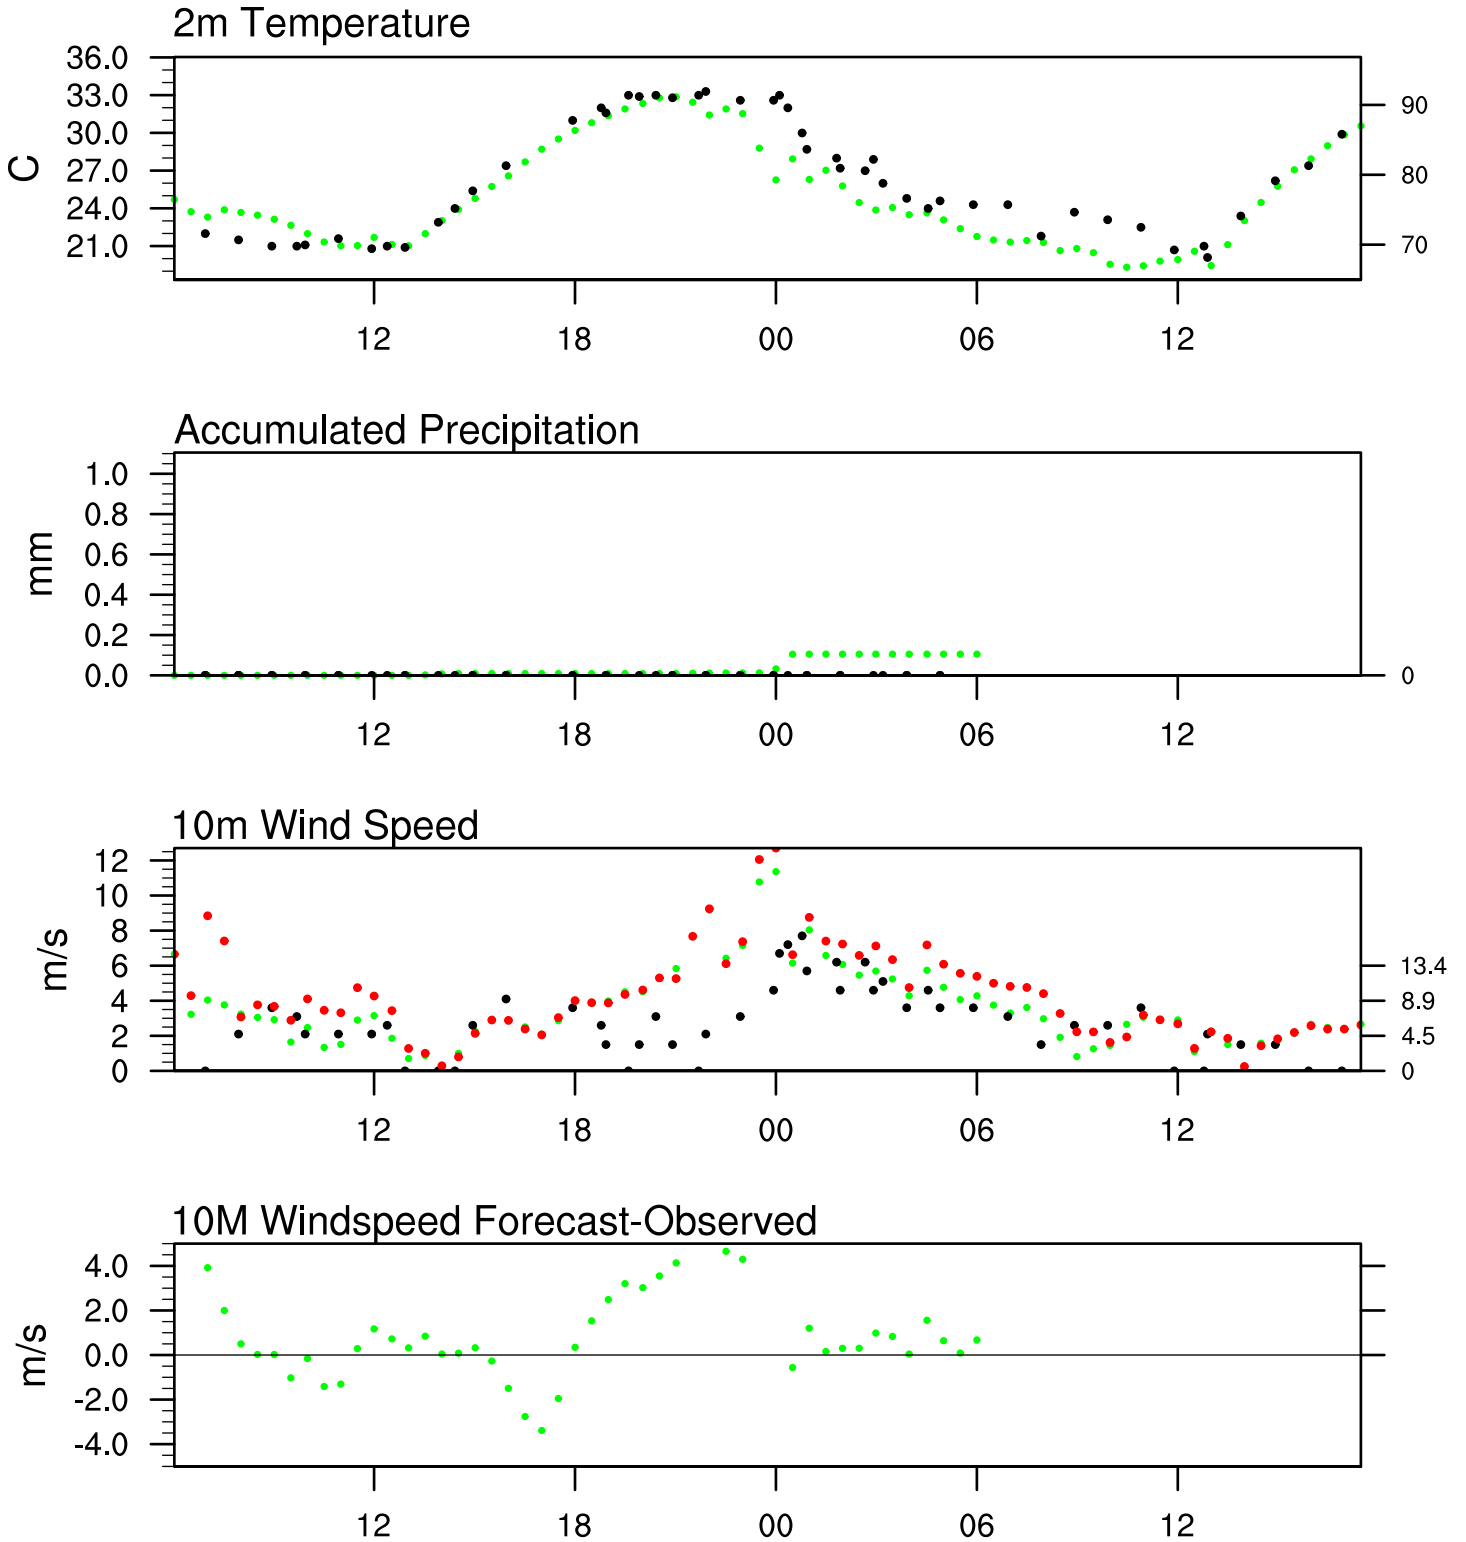 2m Temperature
36.0
33.0
30.0
27.0
24.0
21.0
C
90
80
70
12 18 00 06 12
Accumulated Precipitation
1.0
0.8
0.6
0.4
0.2
0.0
mm
0
12 18 00 06 12
10m Wind Speed
12
10
8
6
4
2
0
m/s
13.4
8.9
4.5
0
12 18 00 06 12
10M Windspeed Forecast-Observed
4.0
2.0
0.0
-2.0
-4.0
m/s
12 18 00 06 12